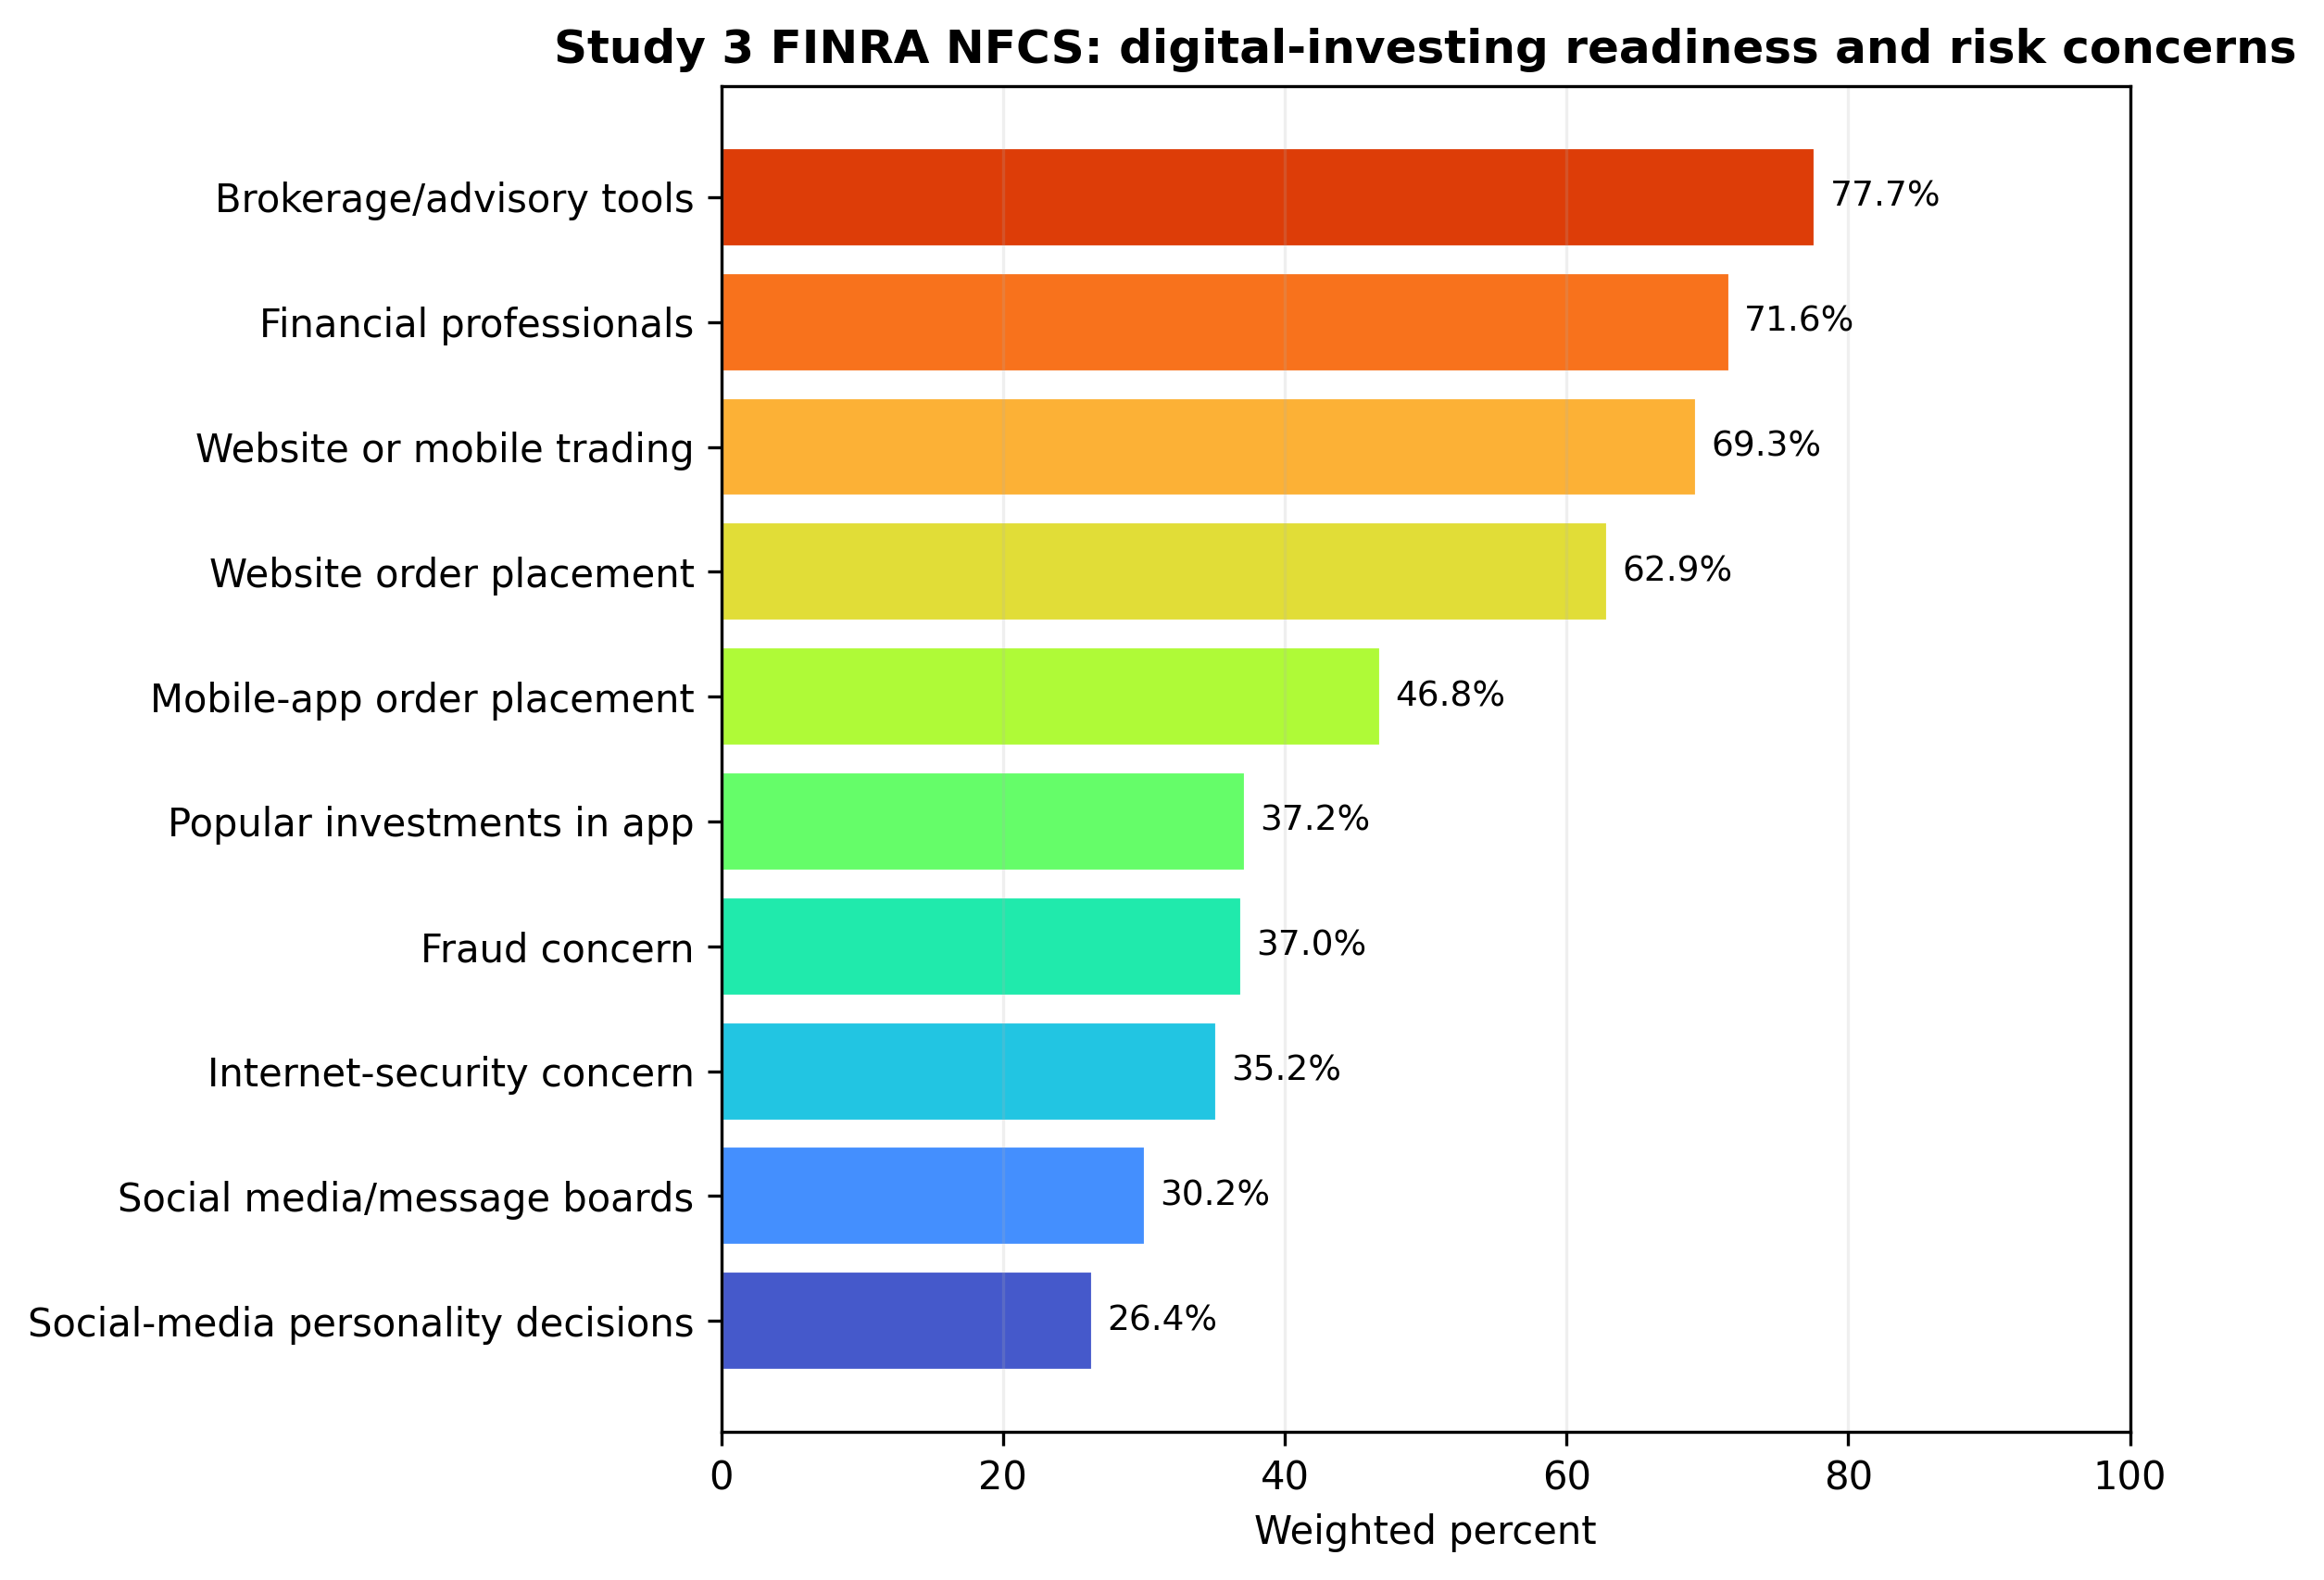 Study 3 FINRA NFCS: digital-investing readiness and risk concerns
Brokerage/advisory tools 77.7%
Financial professionals 71.6%
Website or mobile trading 69.3%
Website order placement 62.9%
Mobile-app order placement 46.8%
Popular investments in app 37.2%
Fraud concern 37.0%
Internet-security concern 35.2%
Social media/message boards 30.2%
Social-media personality decisions 26.4%
0 20 40 60 80 100
Weighted percent